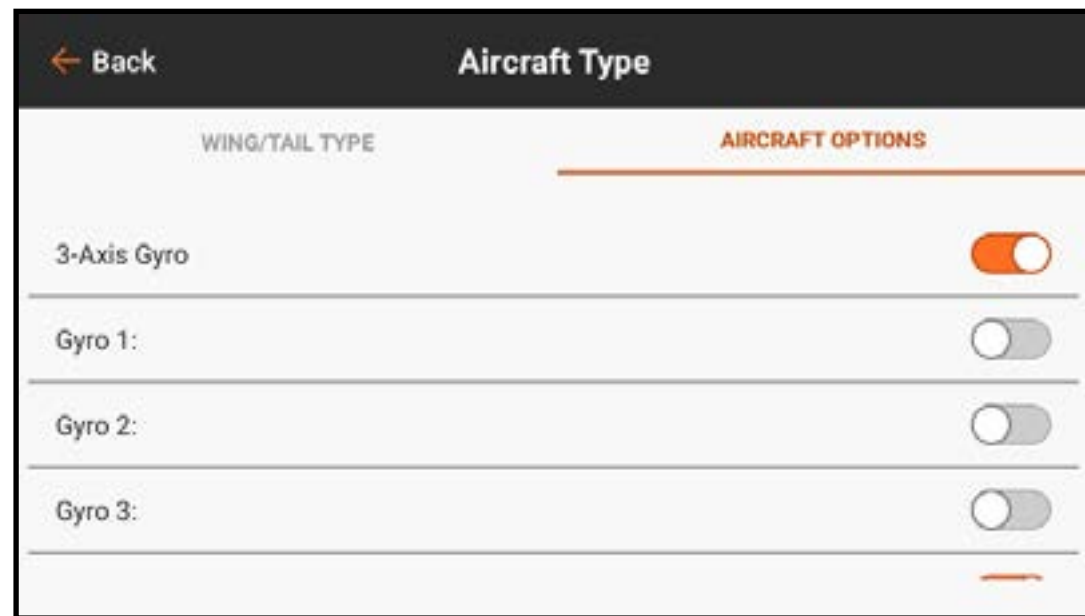 Back
Aircraft Type
WING/TAIL TYPE
AIRCRAFT OPTIONS
3-Axis Gyro
Gyro 1:
Gyro 2:
Gyro 3: